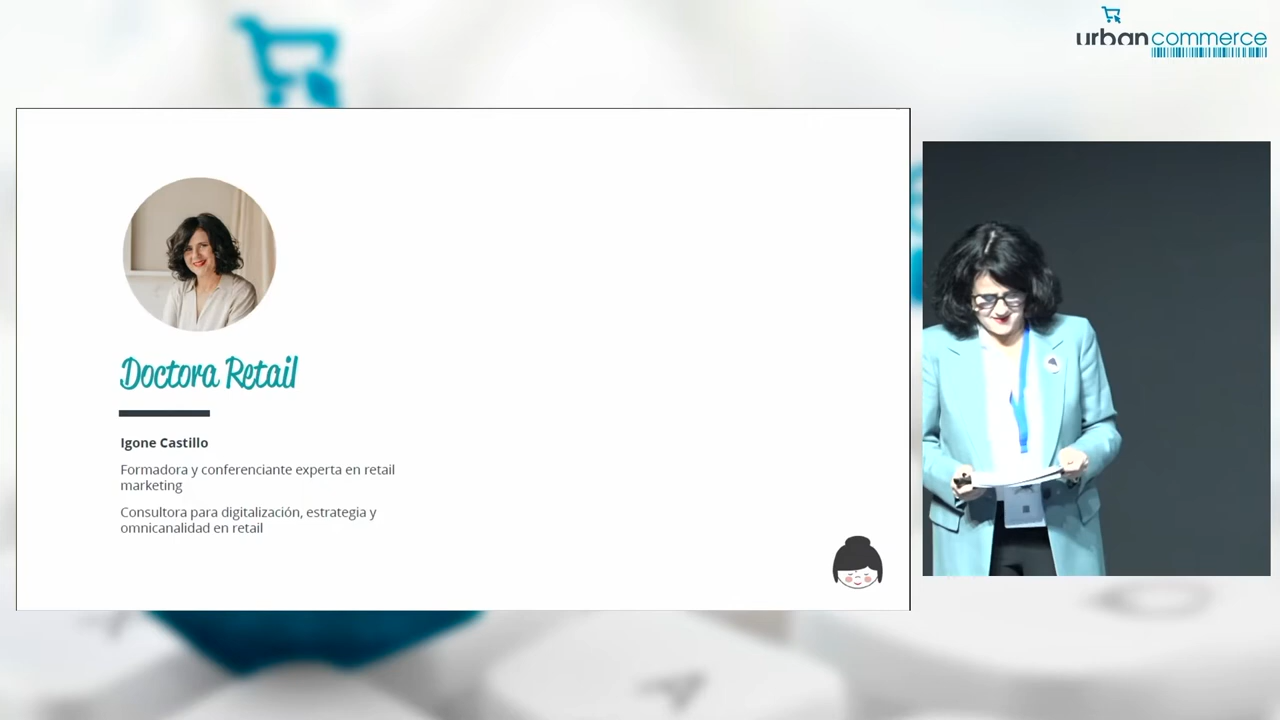 urbancommerce
Doctora Retail
Igone Castillo
Formadora y conferenciante experta en retail
marketing
Consultora para digitalización, estrategia y
omnicanalidad en retail